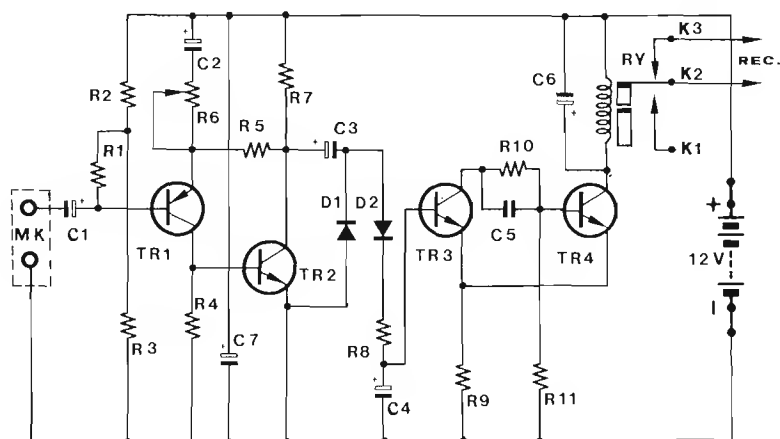 K3
C2
RY
REC.
R2
C6
K2
R7
R6
R5
C3
R10
R1
K1
D1
D2
+
MK
C1
TR3
C5
TR4
12V
TR1
TR2
R4
C7
R8
R3
C4
R9
R11